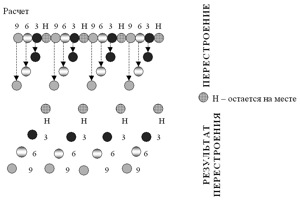 Расчет
9 6 3 Н 9 6 3 Н 9 6 3 Н 9 6 3 Н
ПЕРЕСТРОЕНИЕ
Н – остается на месте
Н Н Н Н
3 3 3 3
6 6 6 6
9 9 9 9
РЕЗУЛЬТАТ
ПЕРЕСТРОЕНИЯ